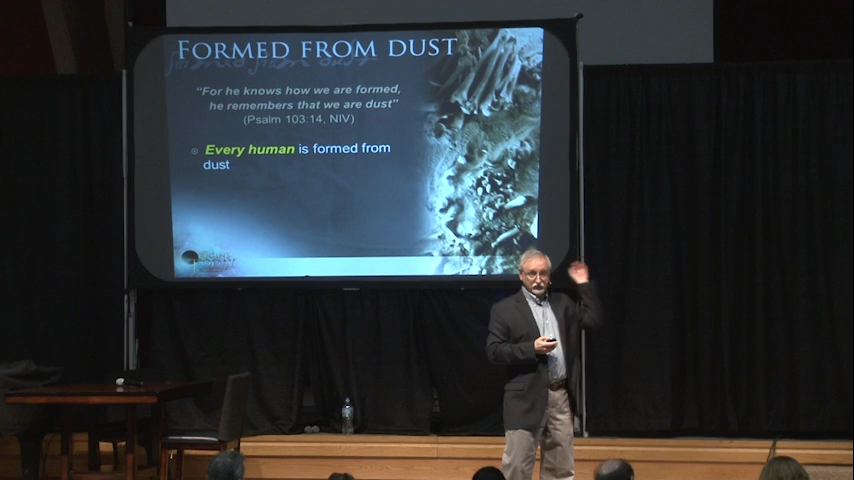 FORMED FROM DUST
“For he knows how we are formed,
he remembers that we are dust”
(Psalm 103:14, NIV)
Every human is formed from
dust